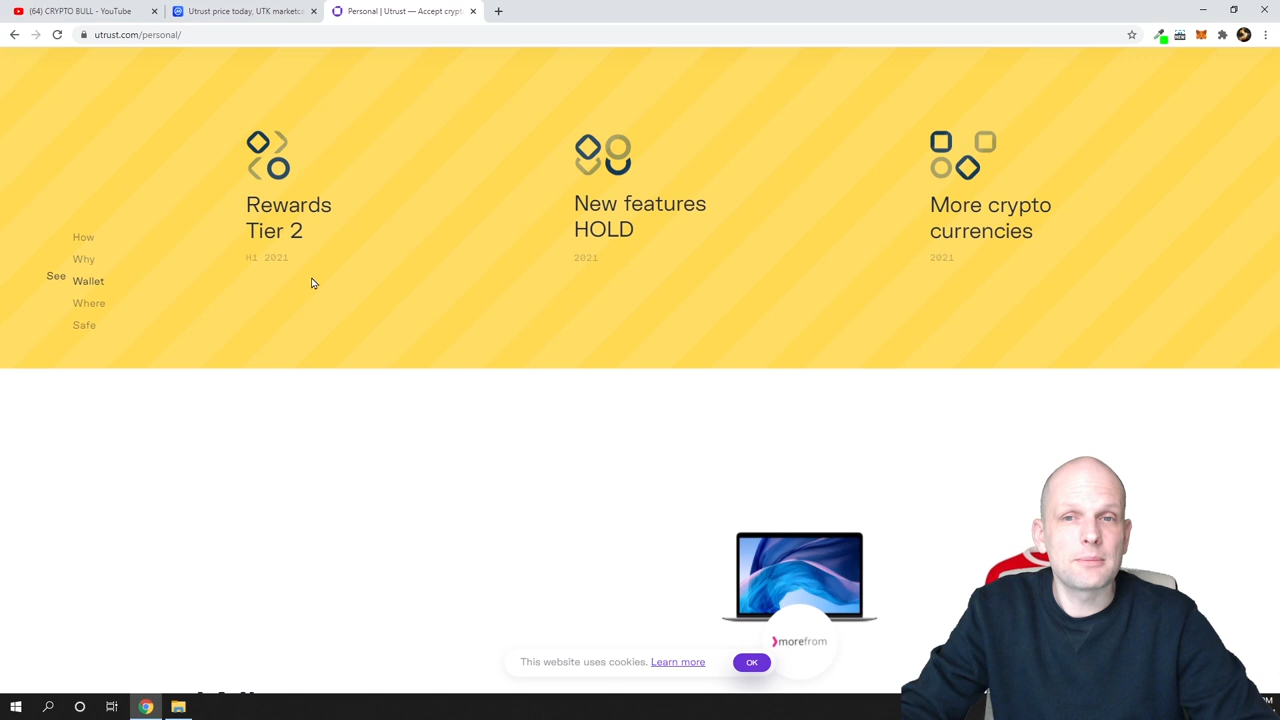 (64) CRYPTO BULL - YouTube
Utrust price today, UTK marketca
Personal | Utrust — Accept crypt
utrust.com/personal/
Rewards
Tier 2
H1 2021
New features
HOLD
2021
More crypto
currencies
2021
How
Why
See
Wallet
Where
Safe
morefrom
This website uses cookies. Learn more
OK